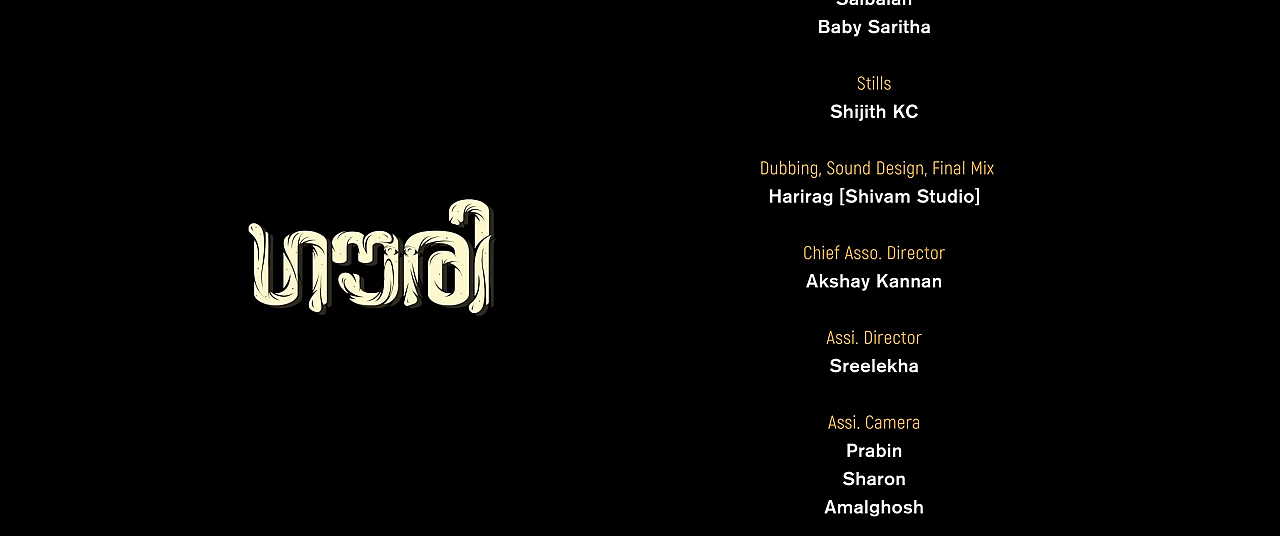 ഗൗരി
Saibalan
Baby Saritha
Stills
Shijith KC
Dubbing, Sound Design, Final Mix
Harirag [Shivam Studio]
Chief Asso. Director
Akshay Kannan
Assi. Director
Sreelekha
Assi. Camera
Prabin
Sharon
Amalghosh